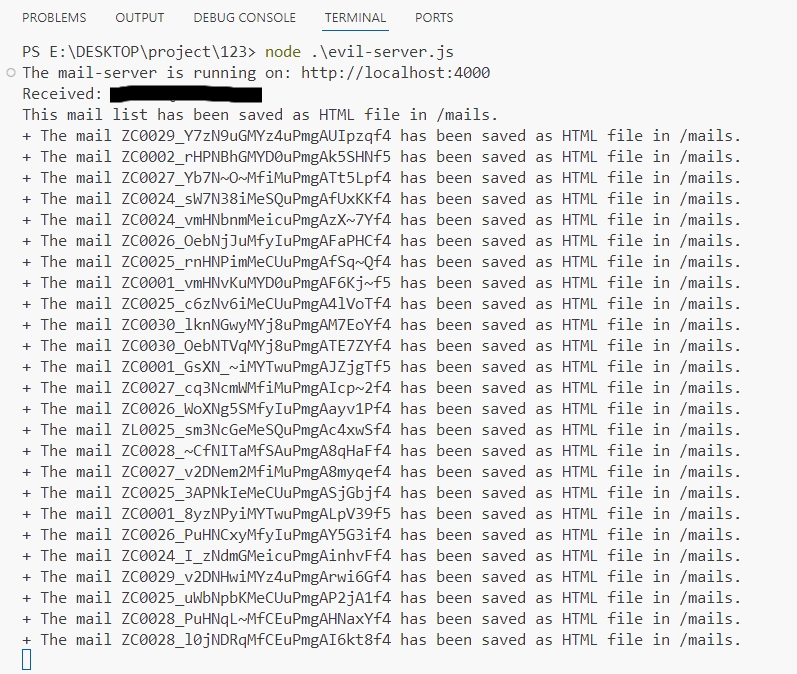 PROBLEMS OUTPUT DEBUG CONSOLE TERMINAL PORTS
PS E:\DESKTOP\project\123> node .\evil-server.js
The mail-server is running on: http://localhost:4000
Received:
This mail list has been saved as HTML file in /mails.
+ The mail ZC0029_Y7zN9uGMYz4uPmgAUIpzqf4 has been saved as HTML file in /mails.
+ The mail ZC0002_rHPNBhGMYD0uPmgAk5SHNf5 has been saved as HTML file in /mails.
+ The mail ZC0027_Yb7N~O~MfiMuPmgATt5Lpf4 has been saved as HTML file in /mails.
+ The mail ZC0024_sW7N38iMeSQuPmgAfUxKKf4 has been saved as HTML file in /mails.
+ The mail ZC0024_vmHNbnmMeicuPmgAzX~7Yf4 has been saved as HTML file in /mails.
+ The mail ZC0026_OebNjJuMfyIuPmgAFaPHCf4 has been saved as HTML file in /mails.
+ The mail ZC0025_rnHNPimMeCUuPmgAfSq~Qf4 has been saved as HTML file in /mails.
+ The mail ZC0001_vmHNvKuMYD0uPmgAF6Kj~f5 has been saved as HTML file in /mails.
+ The mail ZC0025_c6zNv6iMeCUuPmgA4lVoTf4 has been saved as HTML file in /mails.
+ The mail ZC0030_lknNGwyMYj8uPmgAM7EoYf4 has been saved as HTML file in /mails.
+ The mail ZC0030_OebNTVqMYj8uPmgATE7ZYf4 has been saved as HTML file in /mails.
+ The mail ZC0001_GsXN_~iMYTwuPmgAJZjgTf5 has been saved as HTML file in /mails.
+ The mail ZC0027_cq3NcmWMfiMuPmgAIcp~2f4 has been saved as HTML file in /mails.
+ The mail ZC0026_WoXNg5SMfyIuPmgAayv1Pf4 has been saved as HTML file in /mails.
+ The mail ZL0025_sm3NcGeMeSQuPmgAc4xwSf4 has been saved as HTML file in /mails.
+ The mail ZC0028_~CfNITaMfSAuPmgA8qHaFf4 has been saved as HTML file in /mails.
+ The mail ZC0027_v2DNem2MfiMuPmgA8myqef4 has been saved as HTML file in /mails.
+ The mail ZC0025_3APNkIeMeCUuPmgASjGbjf4 has been saved as HTML file in /mails.
+ The mail ZC0001_8yzNPyiMYTwuPmgALpV39f5 has been saved as HTML file in /mails.
+ The mail ZC0026_PuHNCxyMfyIuPmgAY5G3if4 has been saved as HTML file in /mails.
+ The mail ZC0024_I_zNdmGMeicuPmgAinhvFf4 has been saved as HTML file in /mails.
+ The mail ZC0029_v2DNHwiMYz4uPmgArwi6Gf4 has been saved as HTML file in /mails.
+ The mail ZC0025_uWbNpbKMeCUuPmgAP2jA1f4 has been saved as HTML file in /mails.
+ The mail ZC0028_PuHNqL~MfCEuPmgAHNaxYf4 has been saved as HTML file in /mails.
+ The mail ZC0028_l0jNDRqMfCEuPmgAI6kt8f4 has been saved as HTML file in /mails.